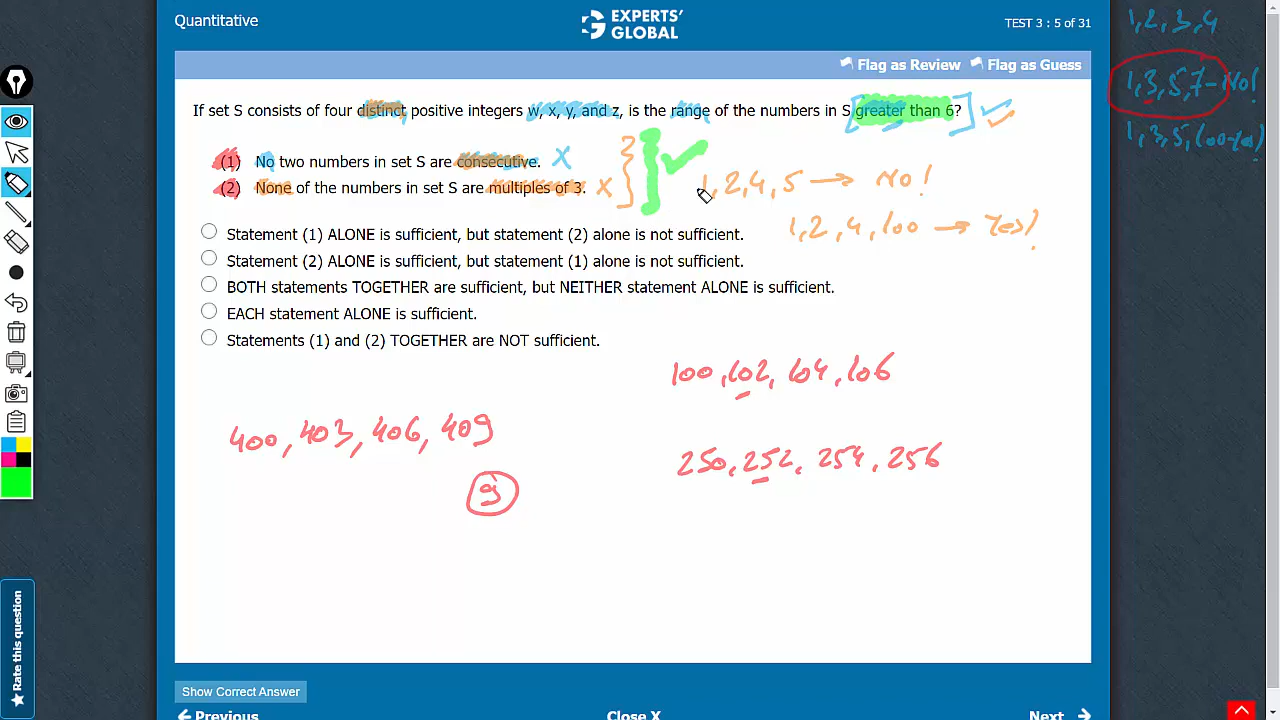 Quantitative
EXPERTS'
GLOBAL
TEST 3 : 5 of 31
1, 2, 3, 4
Flag as Review
Flag as Guess
1, 3, 5, 7 - No!
If set S consists of four distinct positive integers w, x, y, and z, is the range of the numbers in S greater than 6?
1, 3, 5, 100 - Yes!
(1) No two numbers in set S are consecutive. X
(2) None of the numbers in set S are multiples of 3. X
1, 2, 4, 5 → No!
1, 2, 4, 100 → Yes!
Statement (1) ALONE is sufficient, but statement (2) alone is not sufficient.
Statement (2) ALONE is sufficient, but statement (1) alone is not sufficient.
BOTH statements TOGETHER are sufficient, but NEITHER statement ALONE is sufficient.
EACH statement ALONE is sufficient.
Statements (1) and (2) TOGETHER are NOT sufficient.
100, 102, 104, 106
400, 403, 406, 409
250, 252, 254, 256
9
Rate this question
Show Correct Answer
Previous
Close X
Next